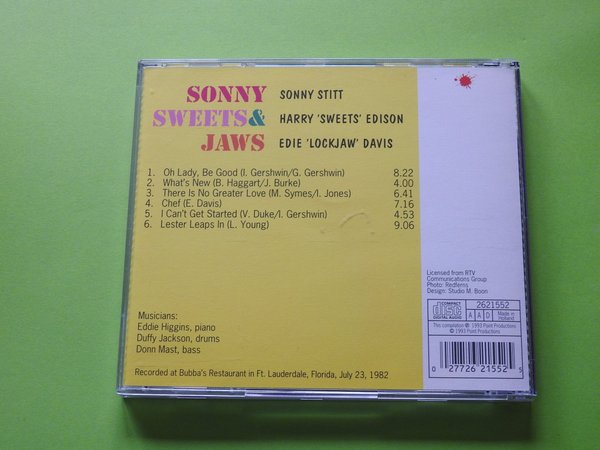 SONNY SONNY STITT
SWEETS& HARRY 'SWEETS' EDISON
JAWS EDIE 'LOCKJAW' DAVIS
1. Oh Lady, Be Good (I. Gershwin/G. Gershwin) 8.22
2. What's New (B. Haggart/J. Burke) 4.00
3. There Is No Greater Love (M. Symes/I. Jones) 6.41
4. Chef (E. Davis) 7.16
5. I Can't Get Started (V. Duke/I. Gershwin) 4.53
6. Lester Leaps In (L. Young) 9.06
Musicians:
Eddie Higgins, piano
Duffy Jackson, drums
Donn Mast, bass
Recorded at Bubba's Restaurant in Ft. Lauderdale, Florida, July 23, 1982
Licensed from RTV
Communications Group
Photo: Redferns
Design: Studio M. Boon
COMPACT
disc
DIGITAL AUDIO
2621552
A A D
Made in
Holland
This compilation ℗ 1993 Point Productions
© 1993 Point Productions
0 27726 21552 5